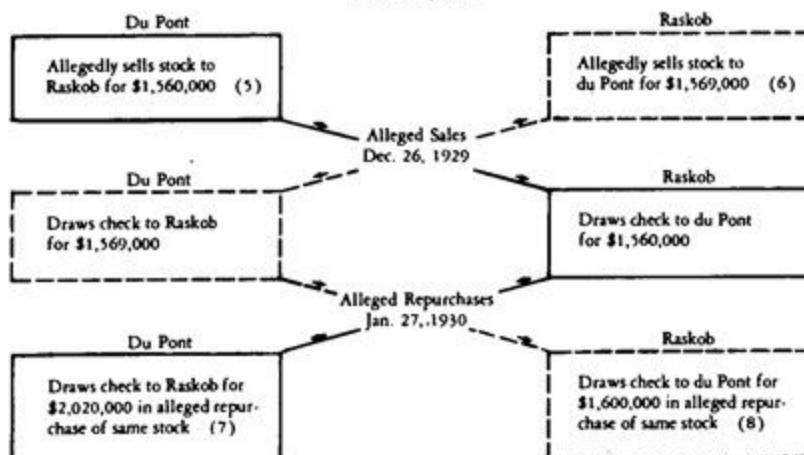 Du Pont
Allegedly sells stock to
Raskob for $1,560,000 (5)
Raskob
Allegedly sells stock to
du Pont for $1,569,000 (6)
Alleged Sales
Dec. 26, 1929
Du Pont
Draws check to Raskob
for $1,569,000
Raskob
Draws check to du Pont
for $1,560,000
Alleged Repurchases
Jan. 27, 1930
Du Pont
Draws check to Raskob for
$2,020,000 in alleged repur-
chase of same stock (7)
Raskob
Draws check to du Pont for
$1,600,000 in alleged repur-
chase of same stock (8)